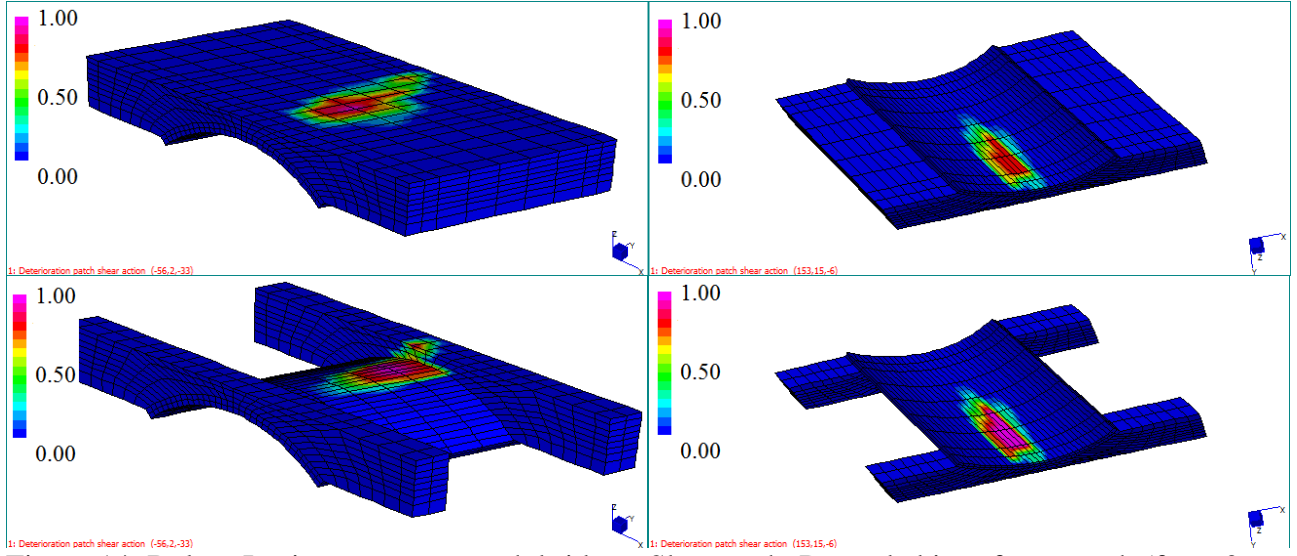 1.00
0.50
0.00
Z
Y
X
1: Deterioration patch shear action (-56,2,-33)
1.00
0.50
0.00
X
Z
Y
1: Deterioration patch shear action (153,15,-6)
1.00
0.50
0.00
Z
Y
X
1: Deterioration patch shear action (-56,2,-33)
1.00
0.50
0.00
X
Z
Y
1: Deterioration patch shear action (153,15,-6)